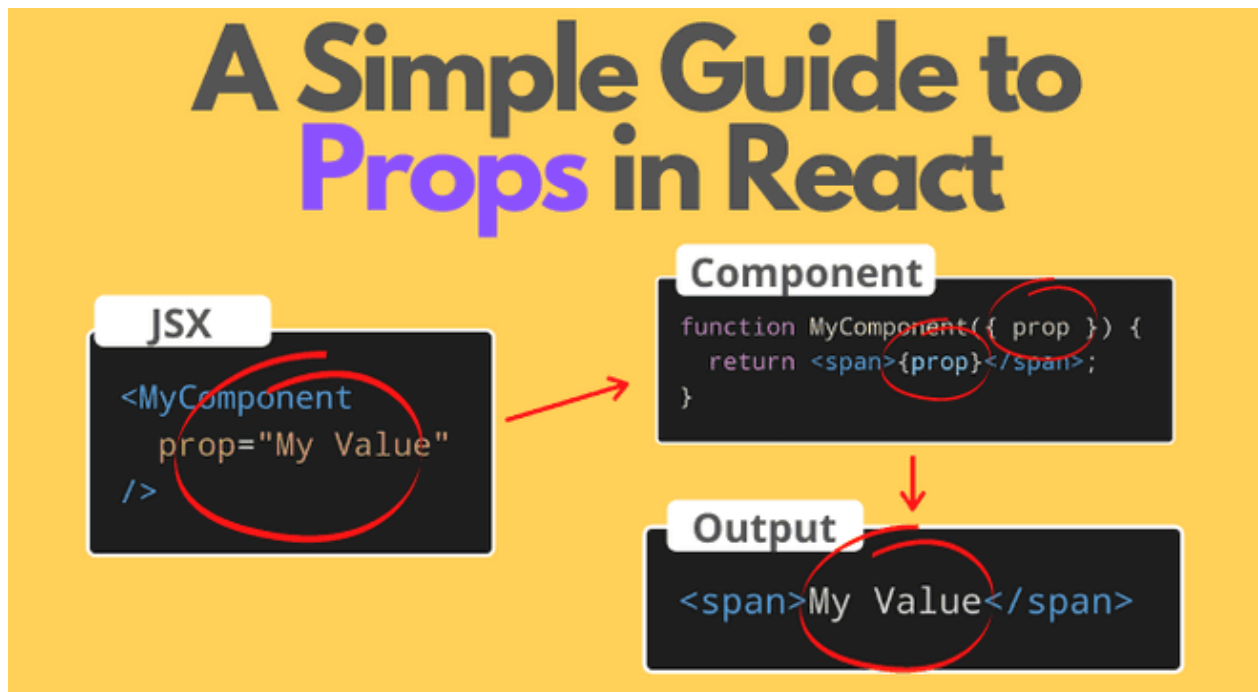 A Simple Guide to
Props in React
JSX
<MyComponent
prop="My Value"
/>
Component
function MyComponent({ prop }) {
return <span>{prop}</span>;
}
Output
<span>My Value</span>